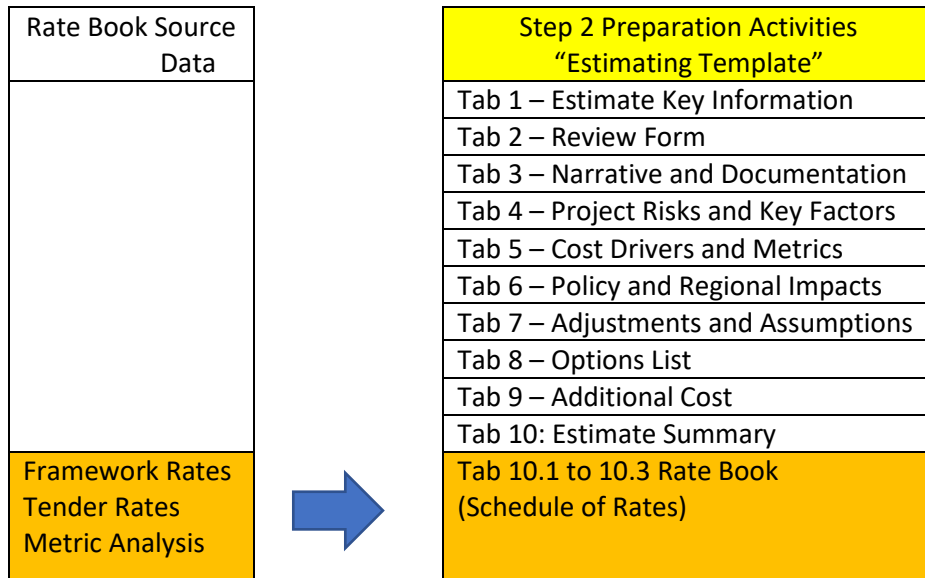 Rate Book Source
Data
Framework Rates
Tender Rates
Metric Analysis
Step 2 Preparation Activities
“Estimating Template”
Tab 1 – Estimate Key Information
Tab 2 – Review Form
Tab 3 – Narrative and Documentation
Tab 4 – Project Risks and Key Factors
Tab 5 – Cost Drivers and Metrics
Tab 6 – Policy and Regional Impacts
Tab 7 – Adjustments and Assumptions
Tab 8 – Options List
Tab 9 – Additional Cost
Tab 10: Estimate Summary
Tab 10.1 to 10.3 Rate Book
(Schedule of Rates)